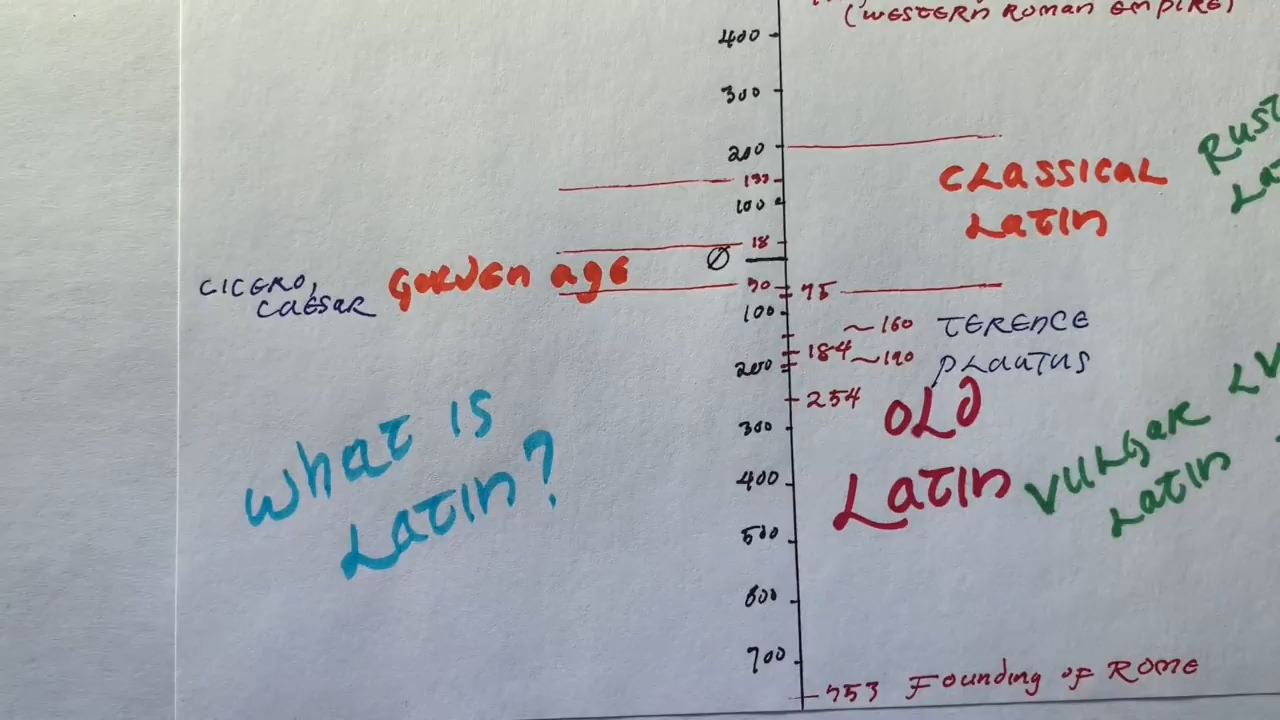 (WESTERN ROMAN EMPIRE)
400
300
200
CLASSICAL
LATIN
133
100
18
Ø
CICERO,
CAESAR
GOLDEN age
70
75
100
~160 TERENCE
184
~190 PLAUTUS
200
254
OLD
LATIN
300
What is
Latin?
400
VULGAR
LATIN
500
600
700
753 Founding of ROME